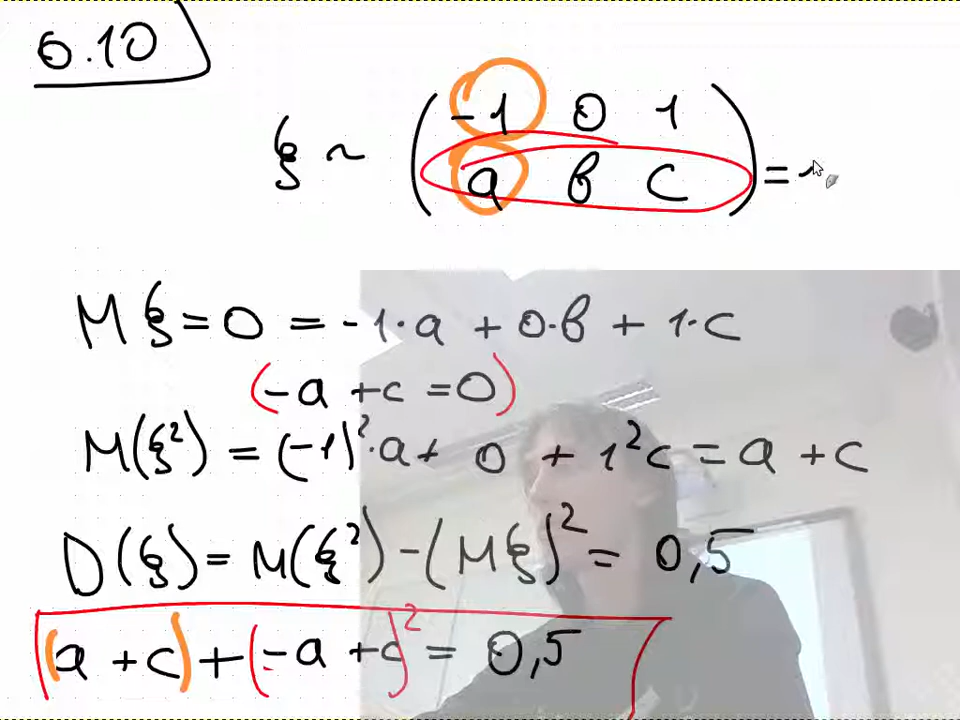 6.10
ξ ~ ( -1 0 1
a b c ) =
Mξ = 0 = -1·a + 0·b + 1·c
(-a + c = 0)
M(ξ²) = (-1)²·a + 0 + 1²c = a + c
D(ξ) = M(ξ²) - (Mξ)² = 0,5
(a + c) + (-a + c)² = 0,5